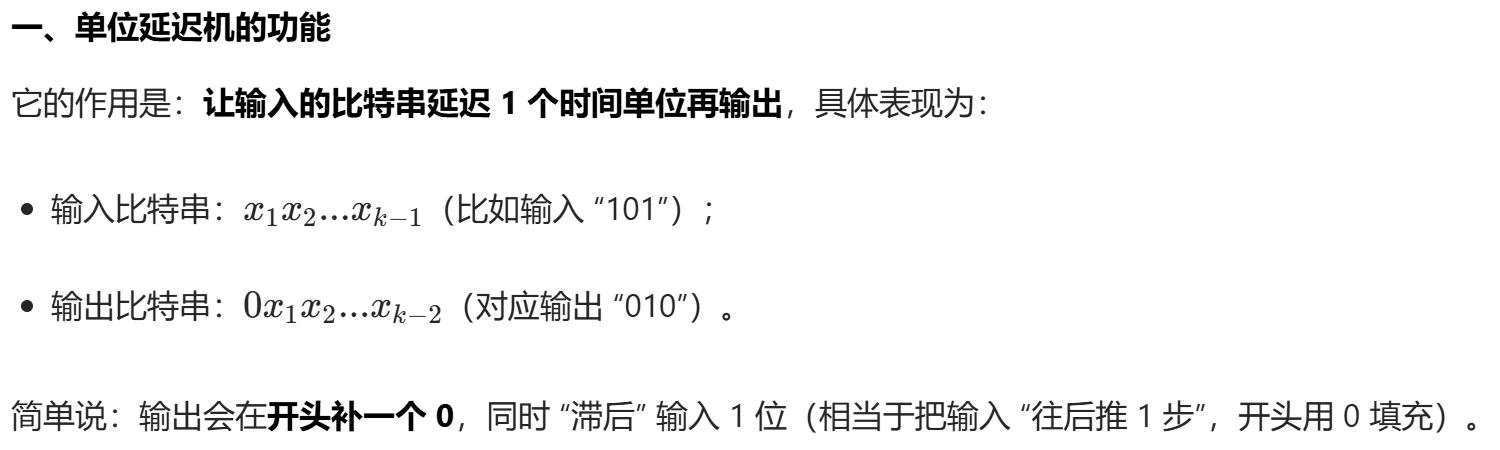 一、单位延迟机的功能
它的作用是：让输入的比特串延迟 1 个时间单位再输出，具体表现为：
• 输入比特串：x₁x₂...xₖ₋₁（比如输入 “101”）；
• 输出比特串：0x₁x₂...xₖ₋₂（对应输出 “010”）。
简单说：输出会在开头补一个 0，同时 “滞后” 输入 1 位（相当于把输入 “往后推 1 步”，开头用 0 填充）。